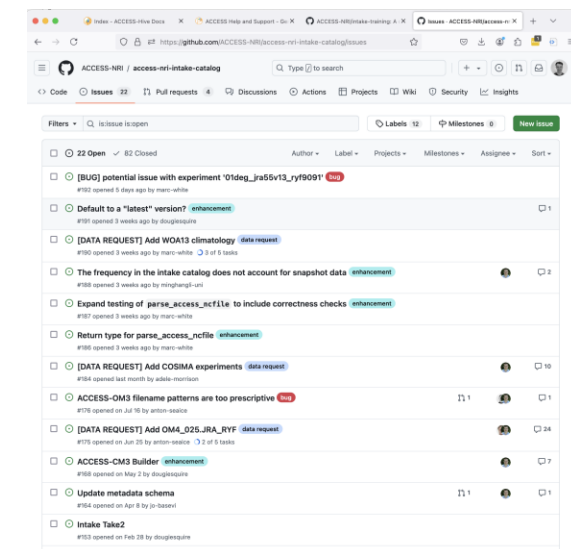 Index - ACCESS-Hive Docs
ACCESS Help and Support - Go
ACCESS-NRI/intake-training: A
Issues · ACCESS-NRI/access-nri
https://github.com/ACCESS-NRI/access-nri-intake-catalog/issues
ACCESS-NRI / access-nri-intake-catalog
Type / to search
Code
Issues 22
Pull requests 4
Discussions
Actions
Projects
Wiki
Security
Insights
Filters
is:issue is:open
Labels 12
Milestones 0
New issue
22 Open
82 Closed
Author
Label
Projects
Milestones
Assignee
Sort
[BUG] potential issue with experiment '01deg_jra55v13_ryf9091' bug
#192 opened 5 days ago by marc-white
Default to a "latest" version? enhancement
1
#191 opened 3 weeks ago by dougiesquire
[DATA REQUEST] Add WOA13 climatology data request
#190 opened 3 weeks ago by marc-white 3 of 5 tasks
The frequency in the intake catalog does not account for snapshot data enhancement
2
#188 opened 3 weeks ago by minghangli-uni
Expand testing of parse_access_ncfile to include correctness checks enhancement
#187 opened 3 weeks ago by marc-white
Return type for parse_access_ncfile enhancement
#186 opened 3 weeks ago by marc-white
[DATA REQUEST] Add COSIMA experiments data request
10
#184 opened last month by adele-morrison
ACCESS-OM3 filename patterns are too prescriptive bug
1
1
#176 opened on Jul 16 by anton-seaice
[DATA REQUEST] Add OM4_025.JRA_RYF data request
24
#175 opened on Jun 25 by anton-seaice 2 of 5 tasks
ACCESS-CM3 Builder enhancement
7
#168 opened on May 2 by dougiesquire
Update metadata schema
1
1
#164 opened on Apr 8 by jo-basevi
Intake Take2
#153 opened on Feb 28 by dougiesquire